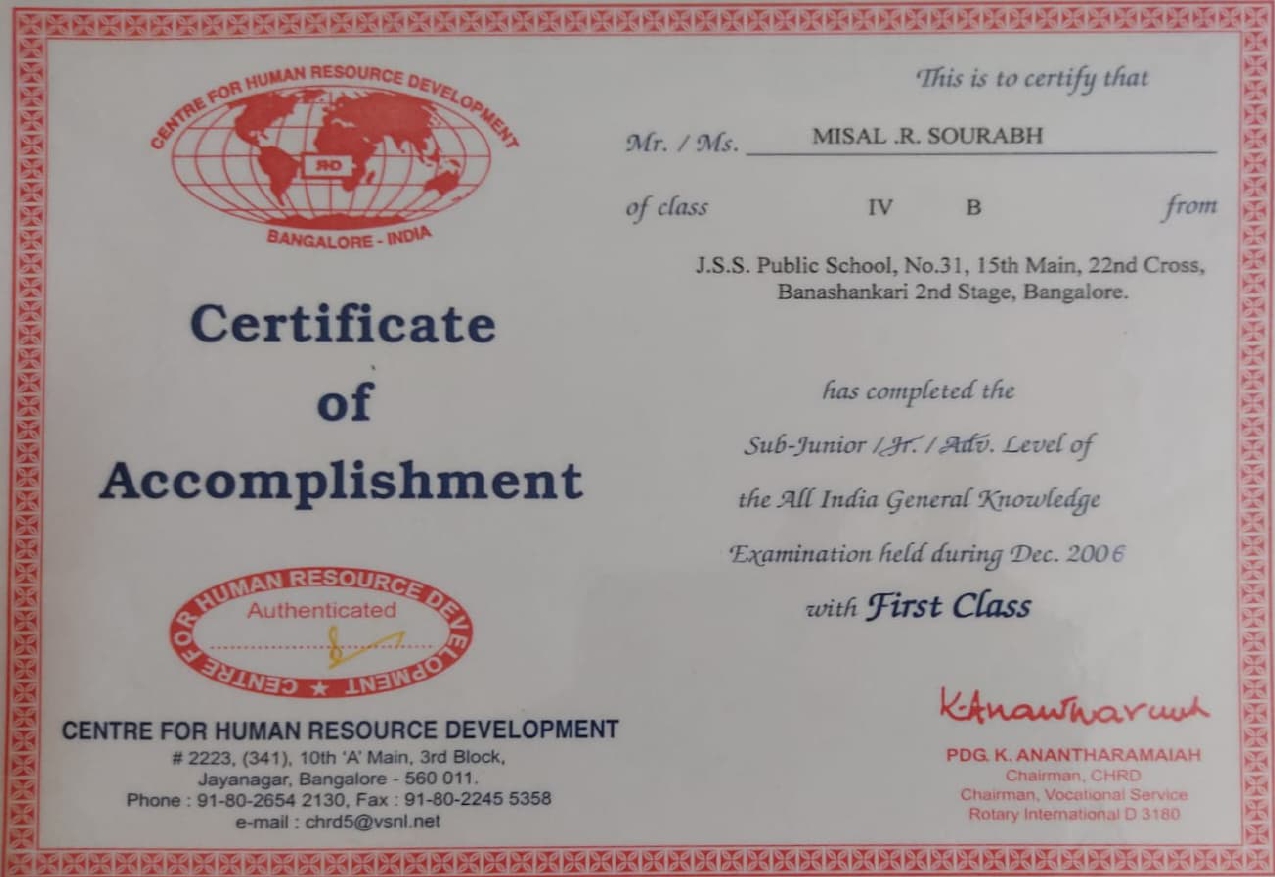 CENTRE FOR HUMAN RESOURCE DEVELOPMENT
BANGALORE - INDIA
Certificate
of
Accomplishment
CENTRE FOR HUMAN RESOURCE DEVELOPMENT ★
Authenticated
CENTRE FOR HUMAN RESOURCE DEVELOPMENT
# 2223, (341), 10th 'A' Main, 3rd Block,
Jayanagar, Bangalore - 560 011.
Phone : 91-80-2654 2130, Fax : 91-80-2245 5358
e-mail : chrd5@vsnl.net
This is to certify that
Mr. / Ms. MISAL .R. SOURABH
of class IV B from
J.S.S. Public School, No.31, 15th Main, 22nd Cross,
Banashankari 2nd Stage, Bangalore.
has completed the
Sub-Junior / Jr. / Adv. Level of
the All India General Knowledge
Examination held during Dec. 2006
with First Class
PDG. K. ANANTHARAMAIAH
Chairman, CHRD
Chairman, Vocational Service
Rotary International D 3180